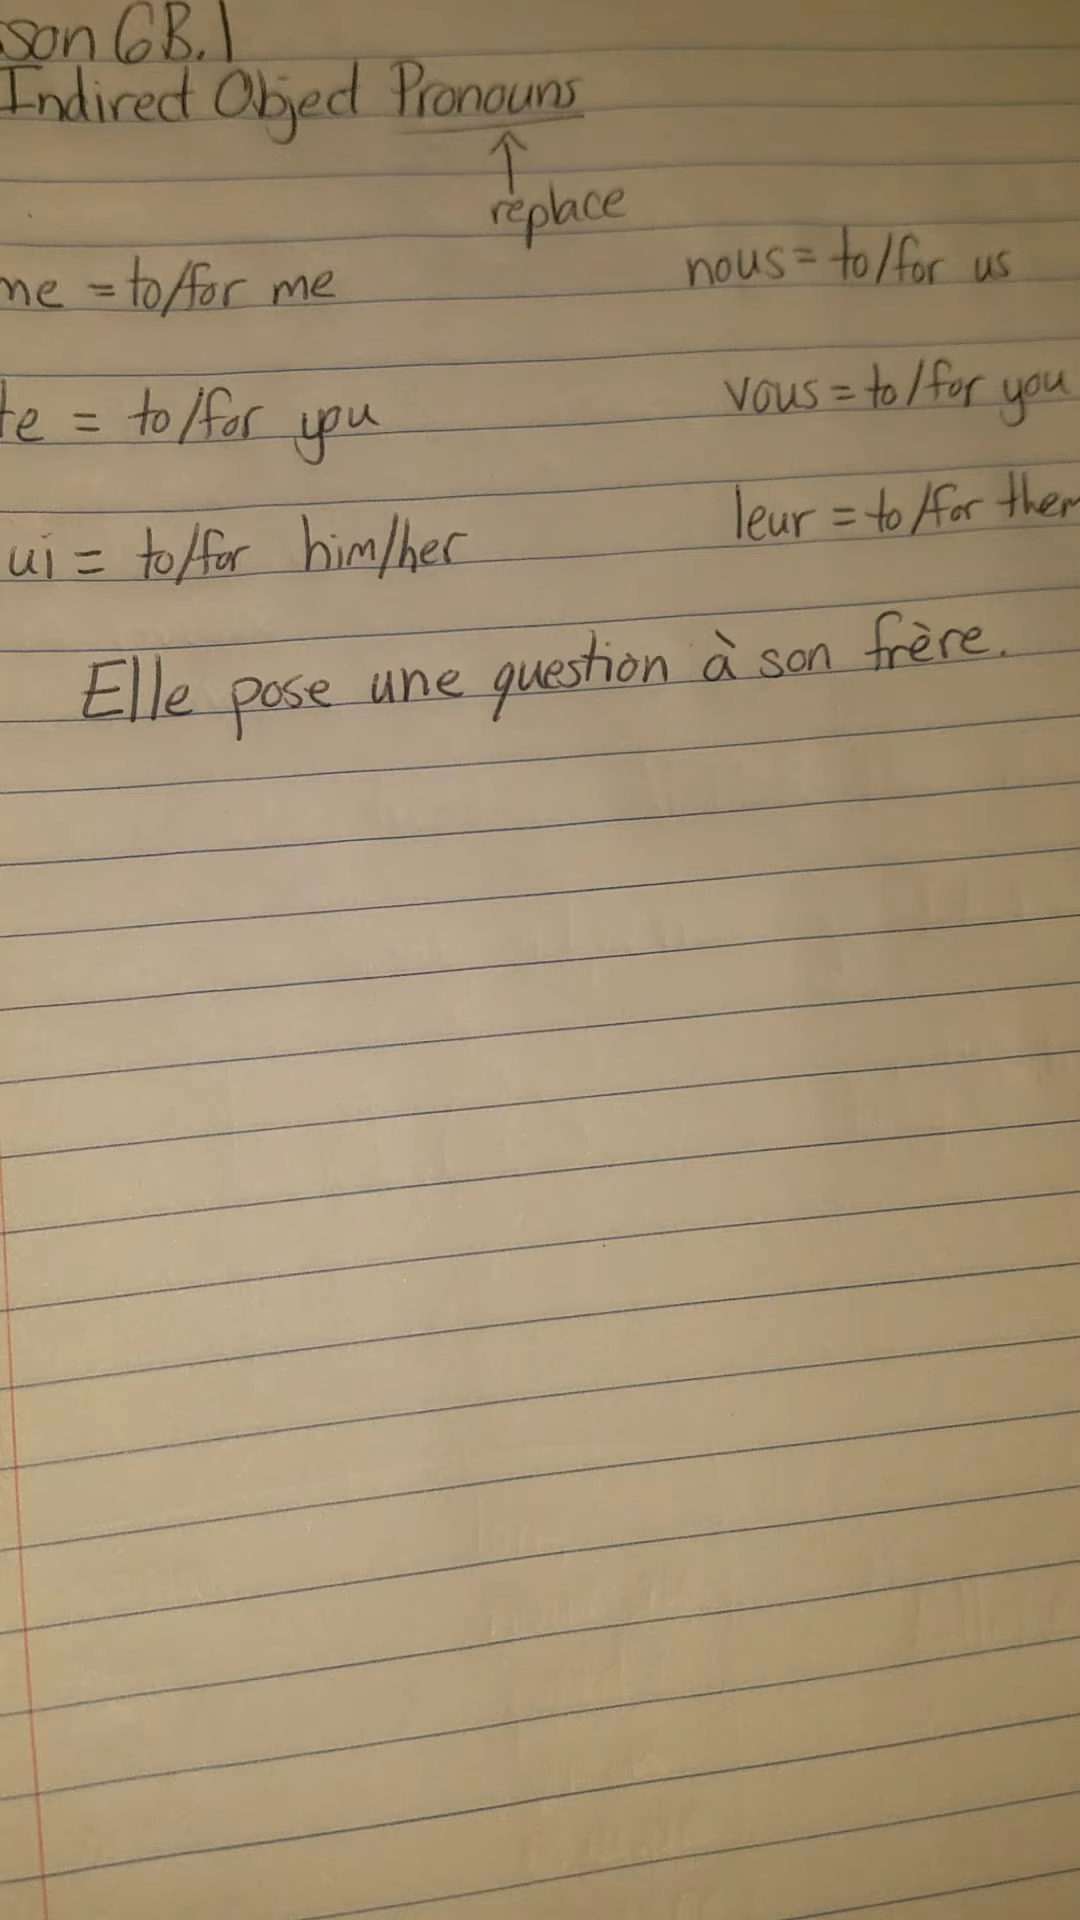 son 6B.1
Indirect Object Pronouns
replace
me = to/for me
nous = to/for us
te = to/for you
vous = to/for you
ui = to/for him/her
leur = to/for them
Elle pose une question à son frère.